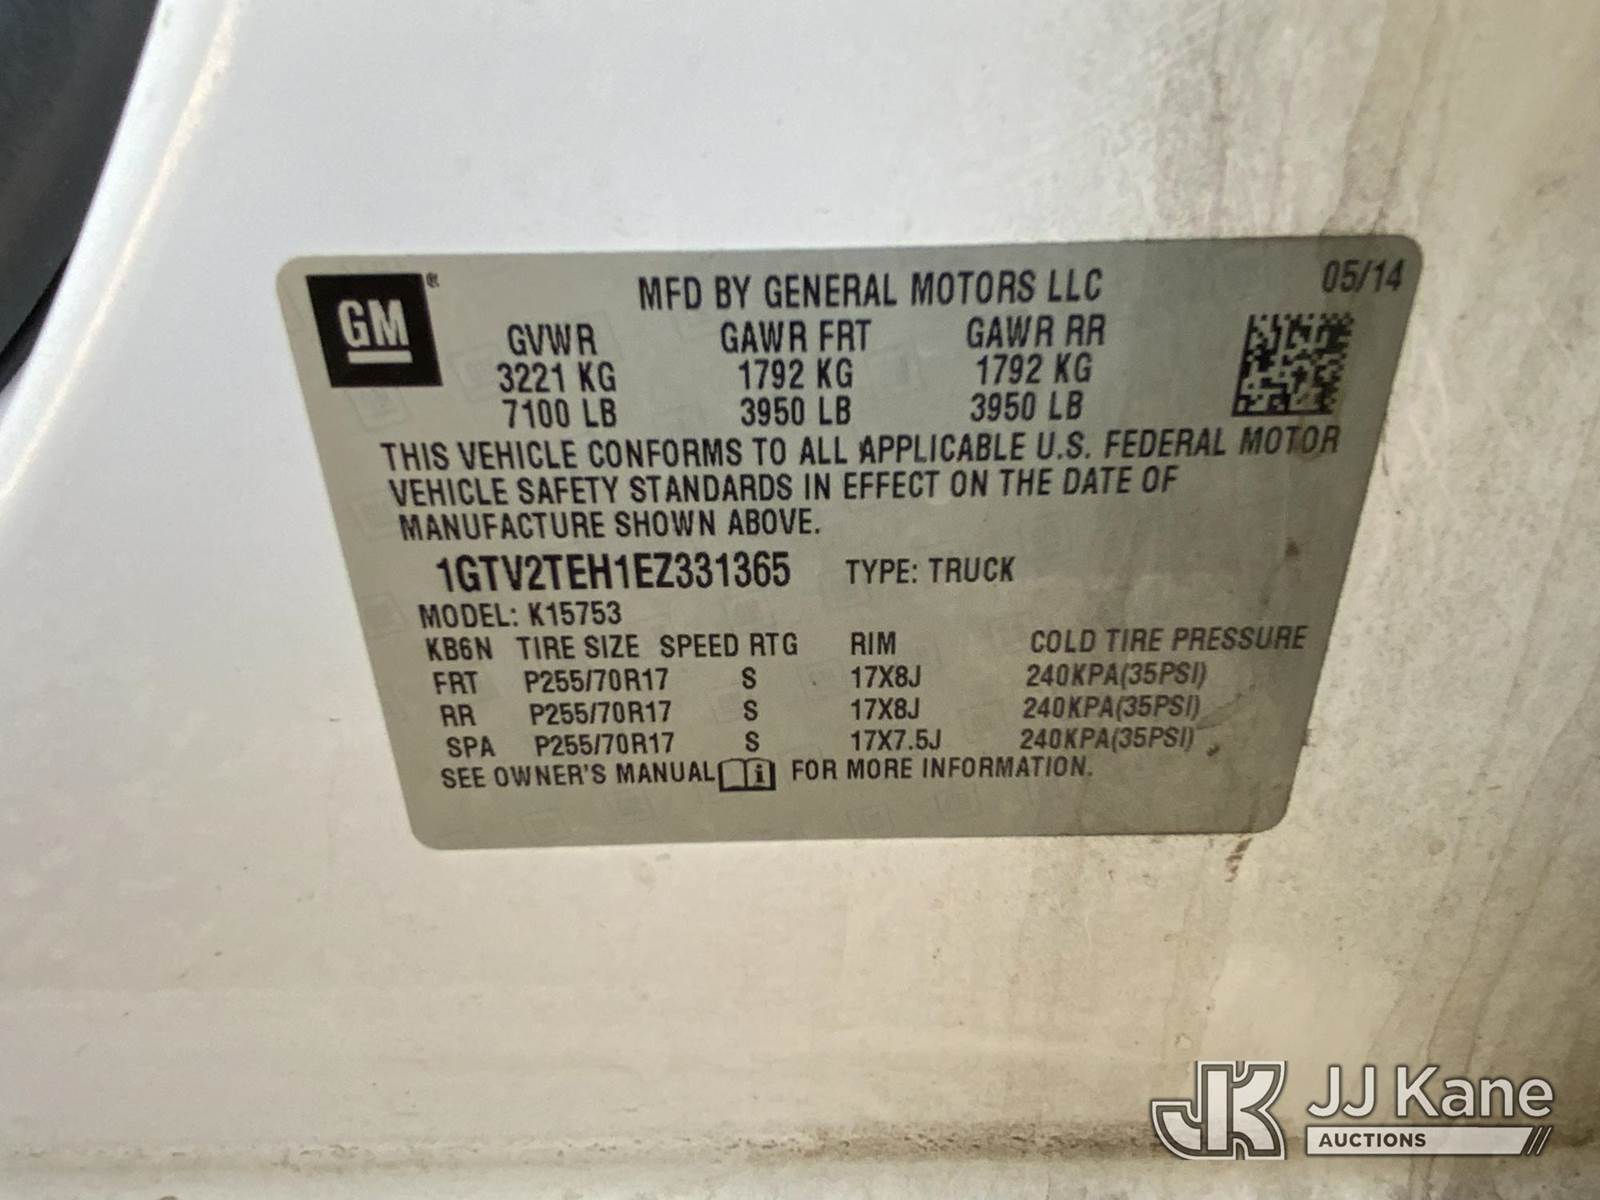 GM®
MFD BY GENERAL MOTORS LLC 05/14
GVWR GAWR FRT GAWR RR
3221 KG 1792 KG 1792 KG
7100 LB 3950 LB 3950 LB
THIS VEHICLE CONFORMS TO ALL APPLICABLE U.S. FEDERAL MOTOR
VEHICLE SAFETY STANDARDS IN EFFECT ON THE DATE OF
MANUFACTURE SHOWN ABOVE.
1GTV2TEH1EZ331365 TYPE: TRUCK
MODEL: K15753
KB6N TIRE SIZE SPEED RTG RIM COLD TIRE PRESSURE
FRT P255/70R17 S 17X8J 240KPA(35PSI)
RR P255/70R17 S 17X8J 240KPA(35PSI)
SPA P255/70R17 S 17X7.5J 240KPA(35PSI)
SEE OWNER'S MANUAL i FOR MORE INFORMATION.
JK JJ Kane
AUCTIONS